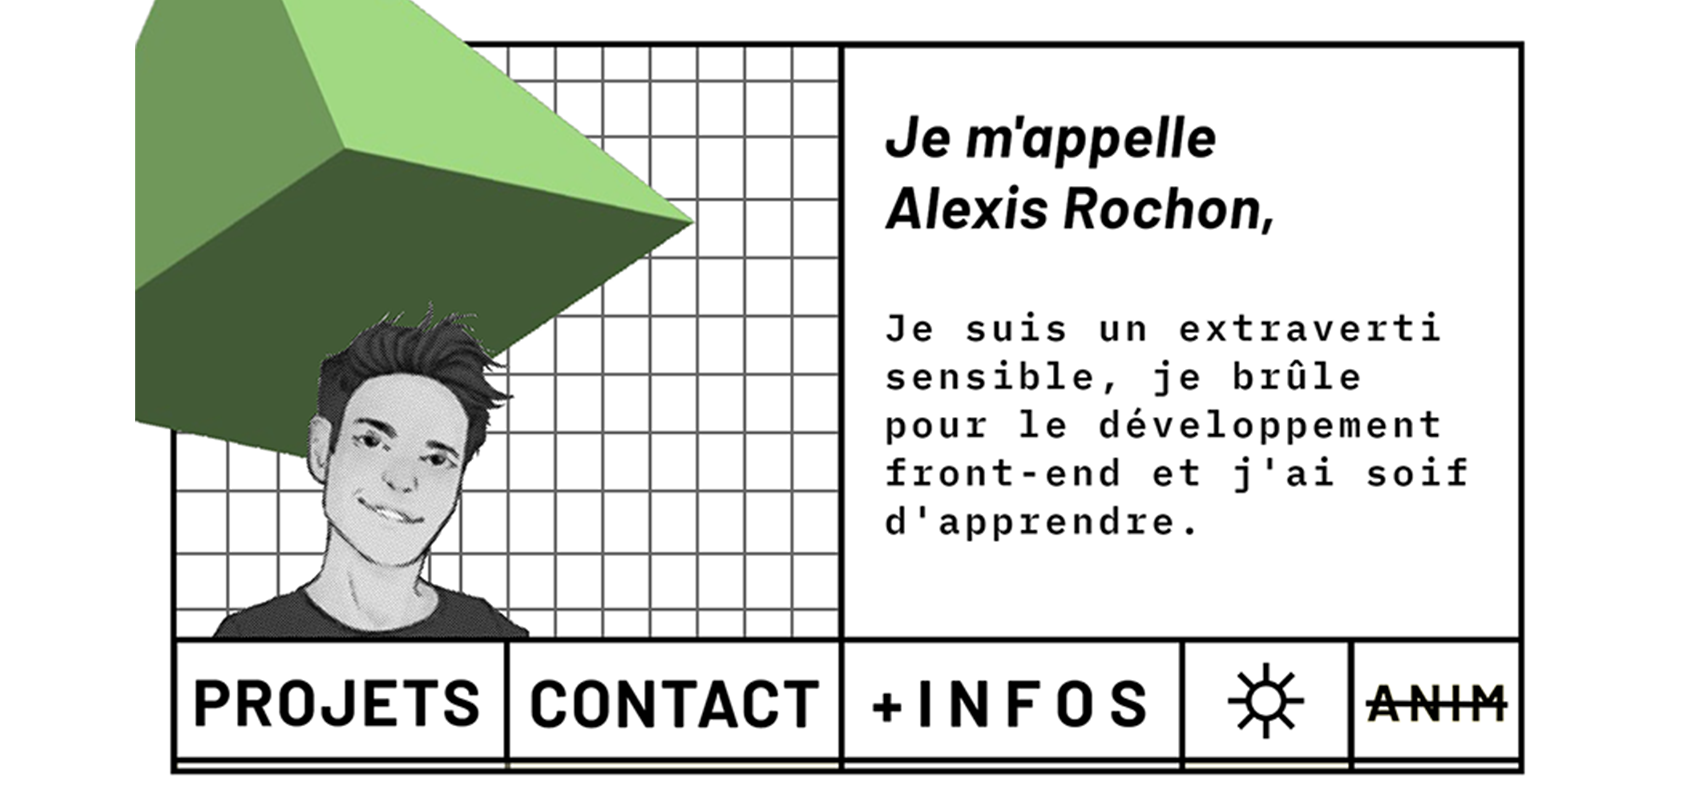 Je m'appelle
Alexis Rochon,
Je suis un extraverti
sensible, je brûle
pour le développement
front-end et j'ai soif
d'apprendre.
PROJETS CONTACT +INFOS ANIM